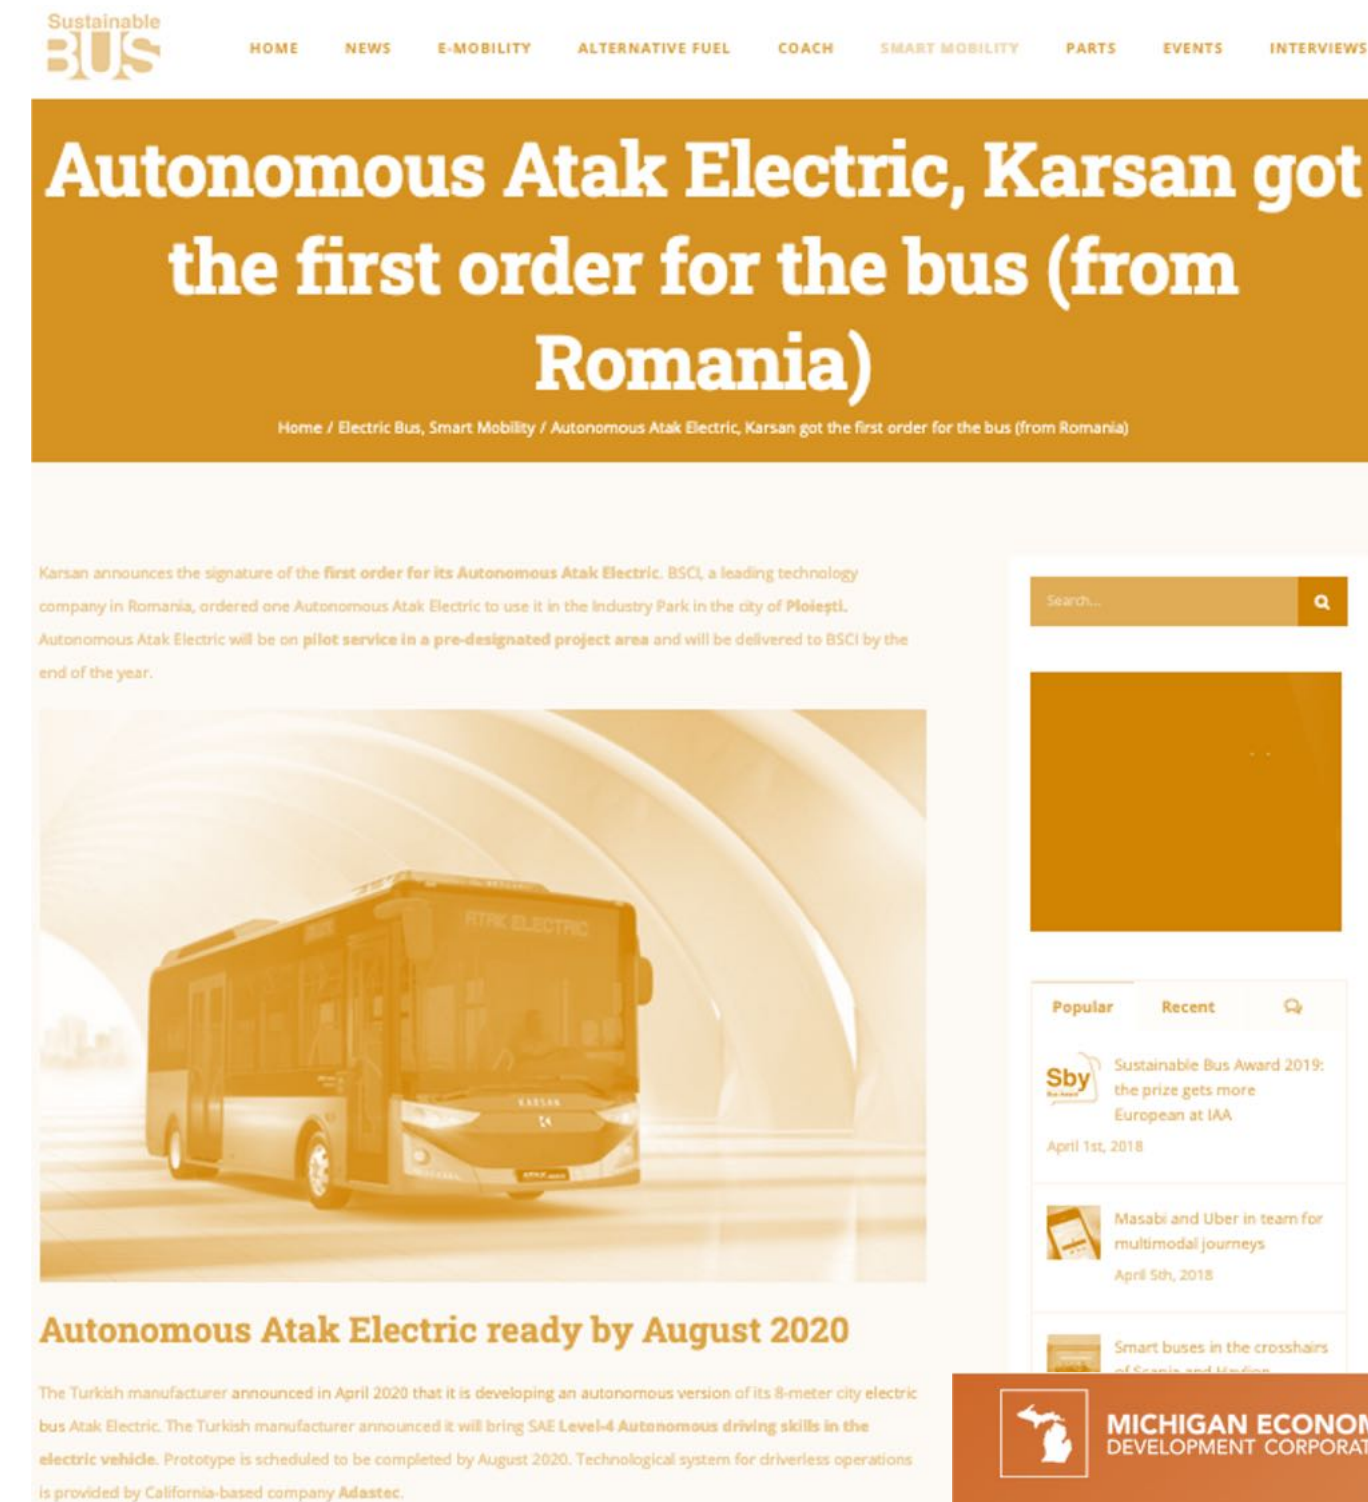 Sustainable
BUS
HOME NEWS E-MOBILITY ALTERNATIVE FUEL COACH SMART MOBILITY PARTS EVENTS INTERVIEWS
Autonomous Atak Electric, Karsan got
the first order for the bus (from
Romania)
Home / Electric Bus, Smart Mobility / Autonomous Atak Electric, Karsan got the first order for the bus (from Romania)
Karsan announces the signature of the first order for its Autonomous Atak Electric. BSCI, a leading technology
company in Romania, ordered one Autonomous Atak Electric to use it in the Industry Park in the city of Ploiești.
Autonomous Atak Electric will be on pilot service in a pre-designated project area and will be delivered to BSCI by the
end of the year.
ATAK ELECTRIC
KARSAN
Autonomous Atak Electric ready by August 2020
The Turkish manufacturer announced in April 2020 that it is developing an autonomous version of its 8-meter city electric
bus Atak Electric. The Turkish manufacturer announced it will bring SAE Level-4 Autonomous driving skills in the
electric vehicle. Prototype is scheduled to be completed by August 2020. Technological system for driverless operations
is provided by California-based company Adastec.
Search...
Popular Recent
Sby
Bus Award
Sustainable Bus Award 2019:
the prize gets more
European at IAA
April 1st, 2018
Masabi and Uber in team for
multimodal journeys
April 5th, 2018
Smart buses in the crosshairs
of Scania and
MICHIGAN ECONOM
DEVELOPMENT CORPORAT